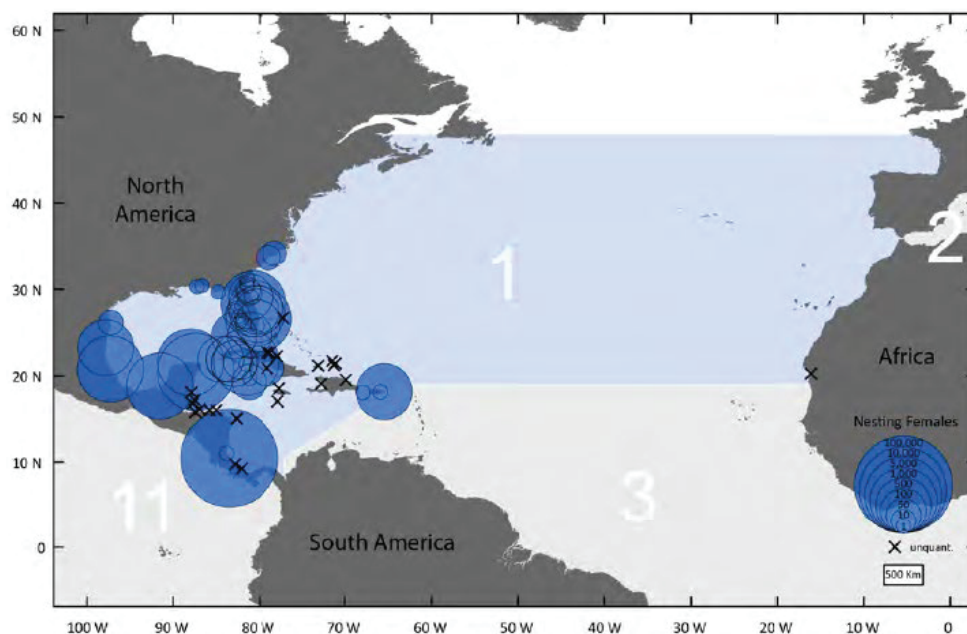 60 N
50 N
North
America
40 N
1
2
30 N
Africa
20 N
Nesting Females
100,000
10,000
5,000
1,000
500
100
50
10
1
10 N
11
3
South America
unquant.
0
500 Km
100 W
90 W
80 W
70 W
60 W
50 W
40 W
30 W
20 W
10 W
0